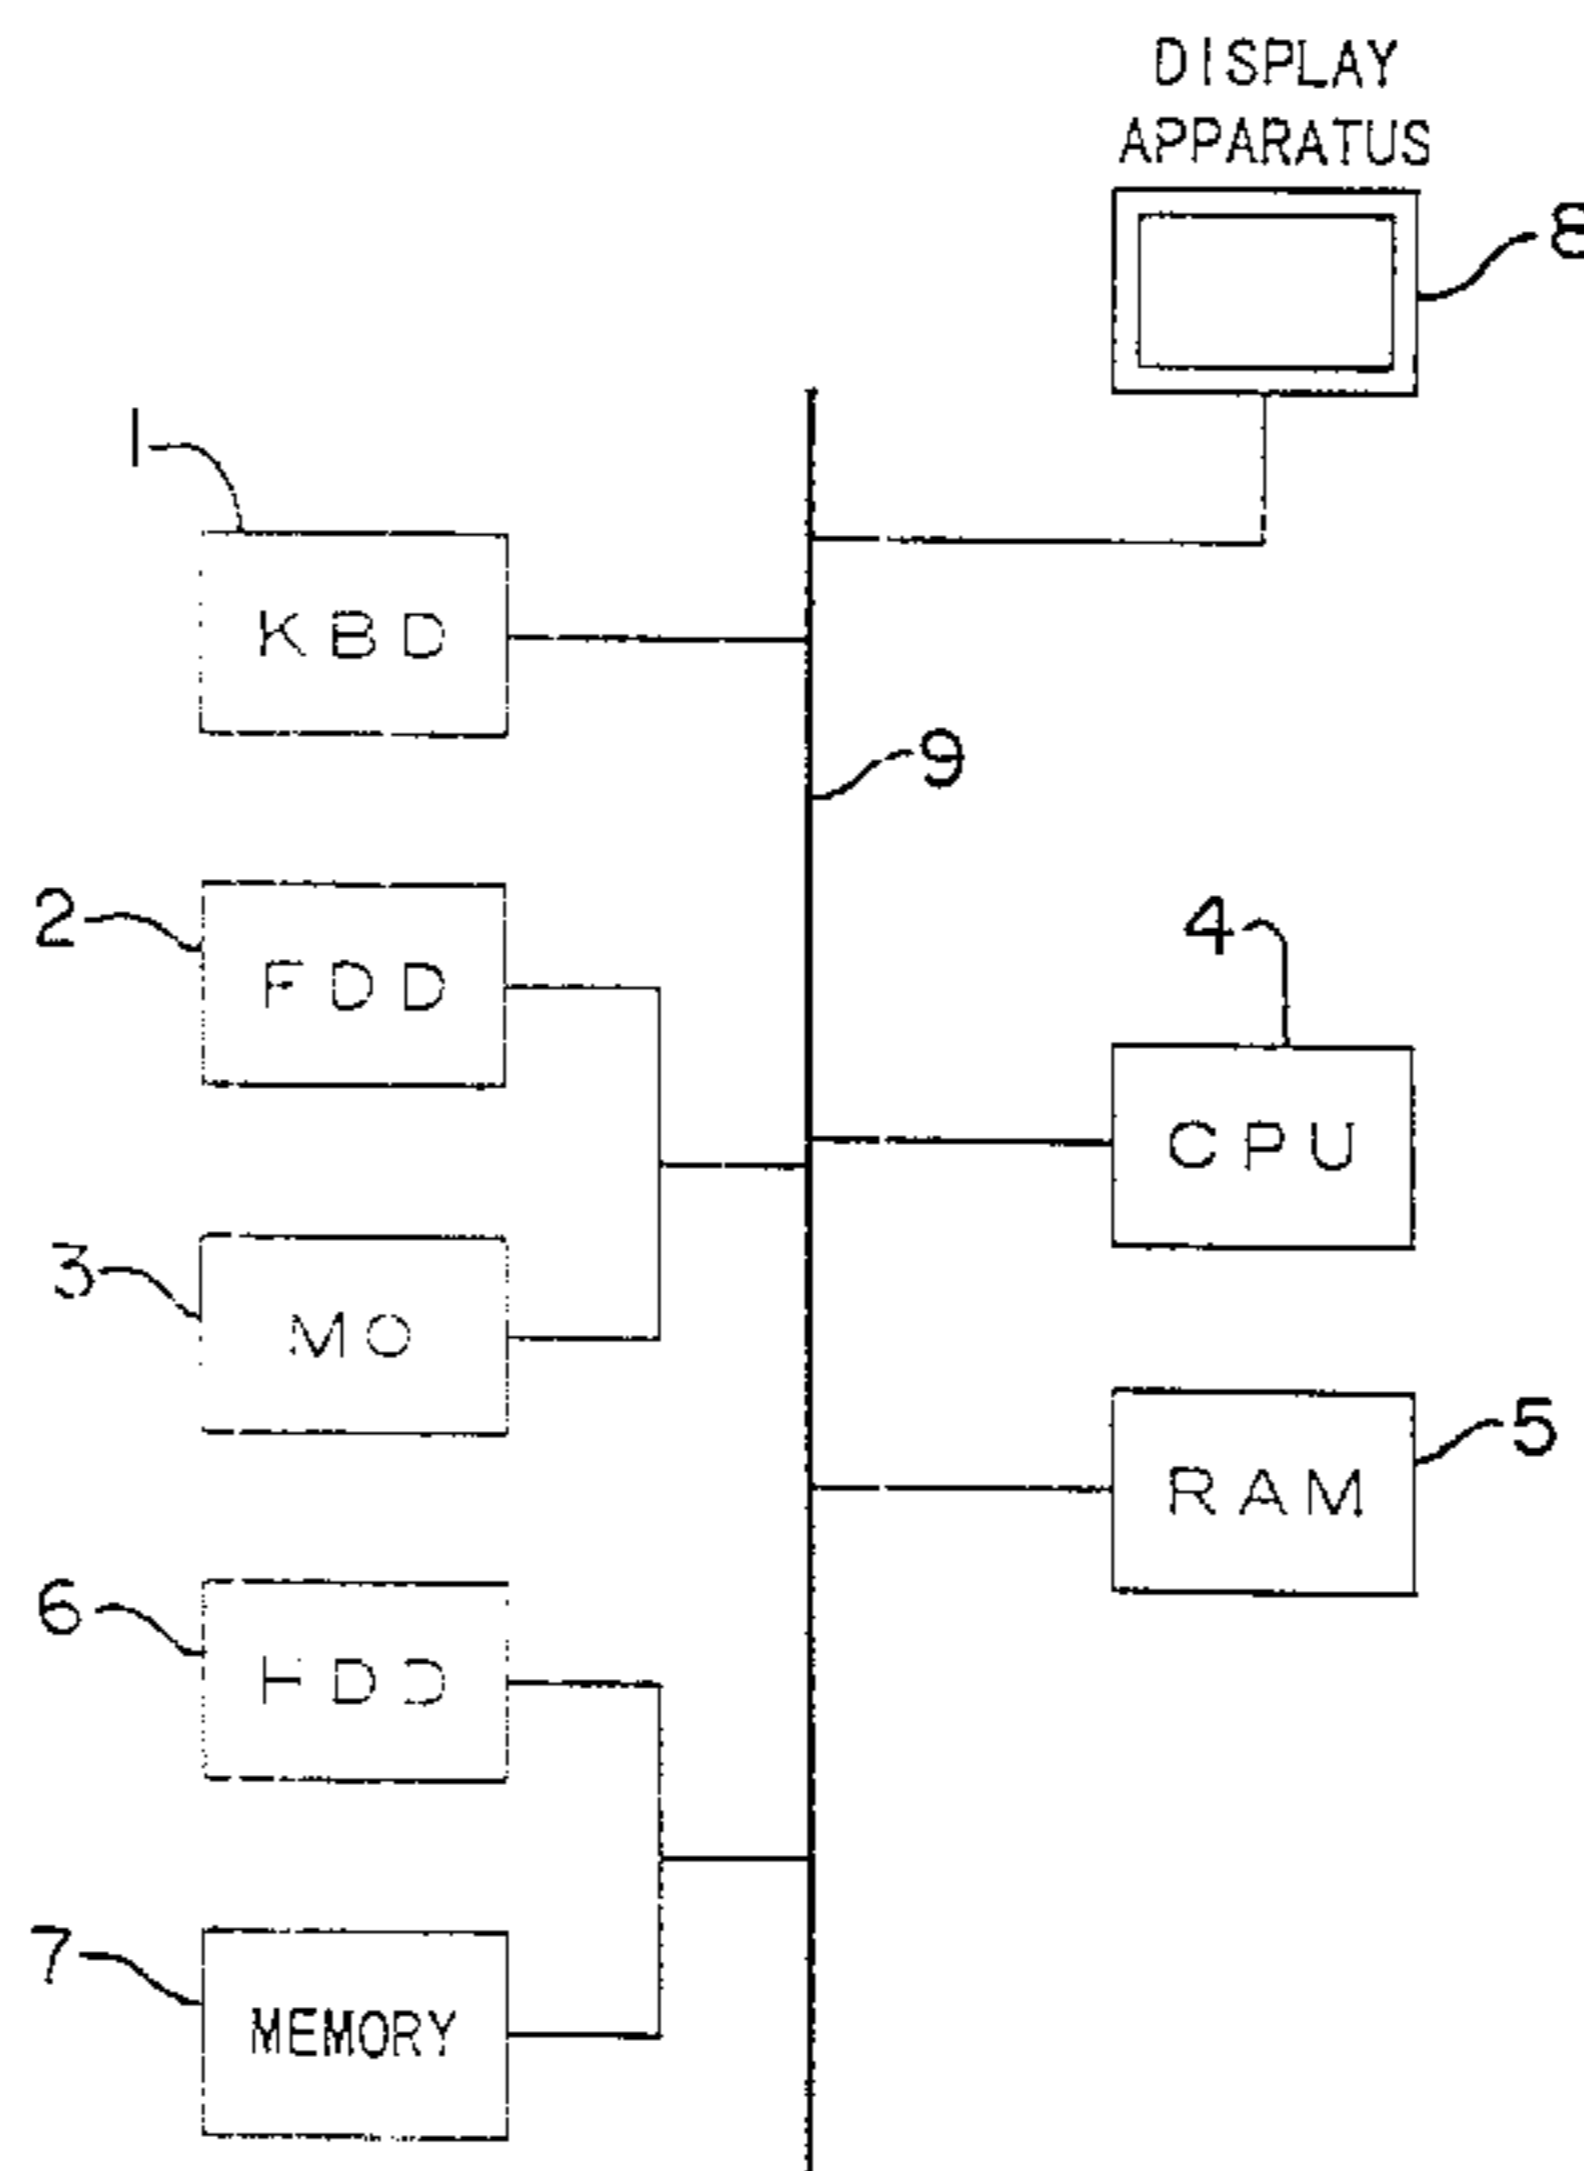 DISPLAY
APPARATUS
8
1
KBD
9
2
FDD
4
CPU
3
MO
5
RAM
6
HDD
7
MEMORY